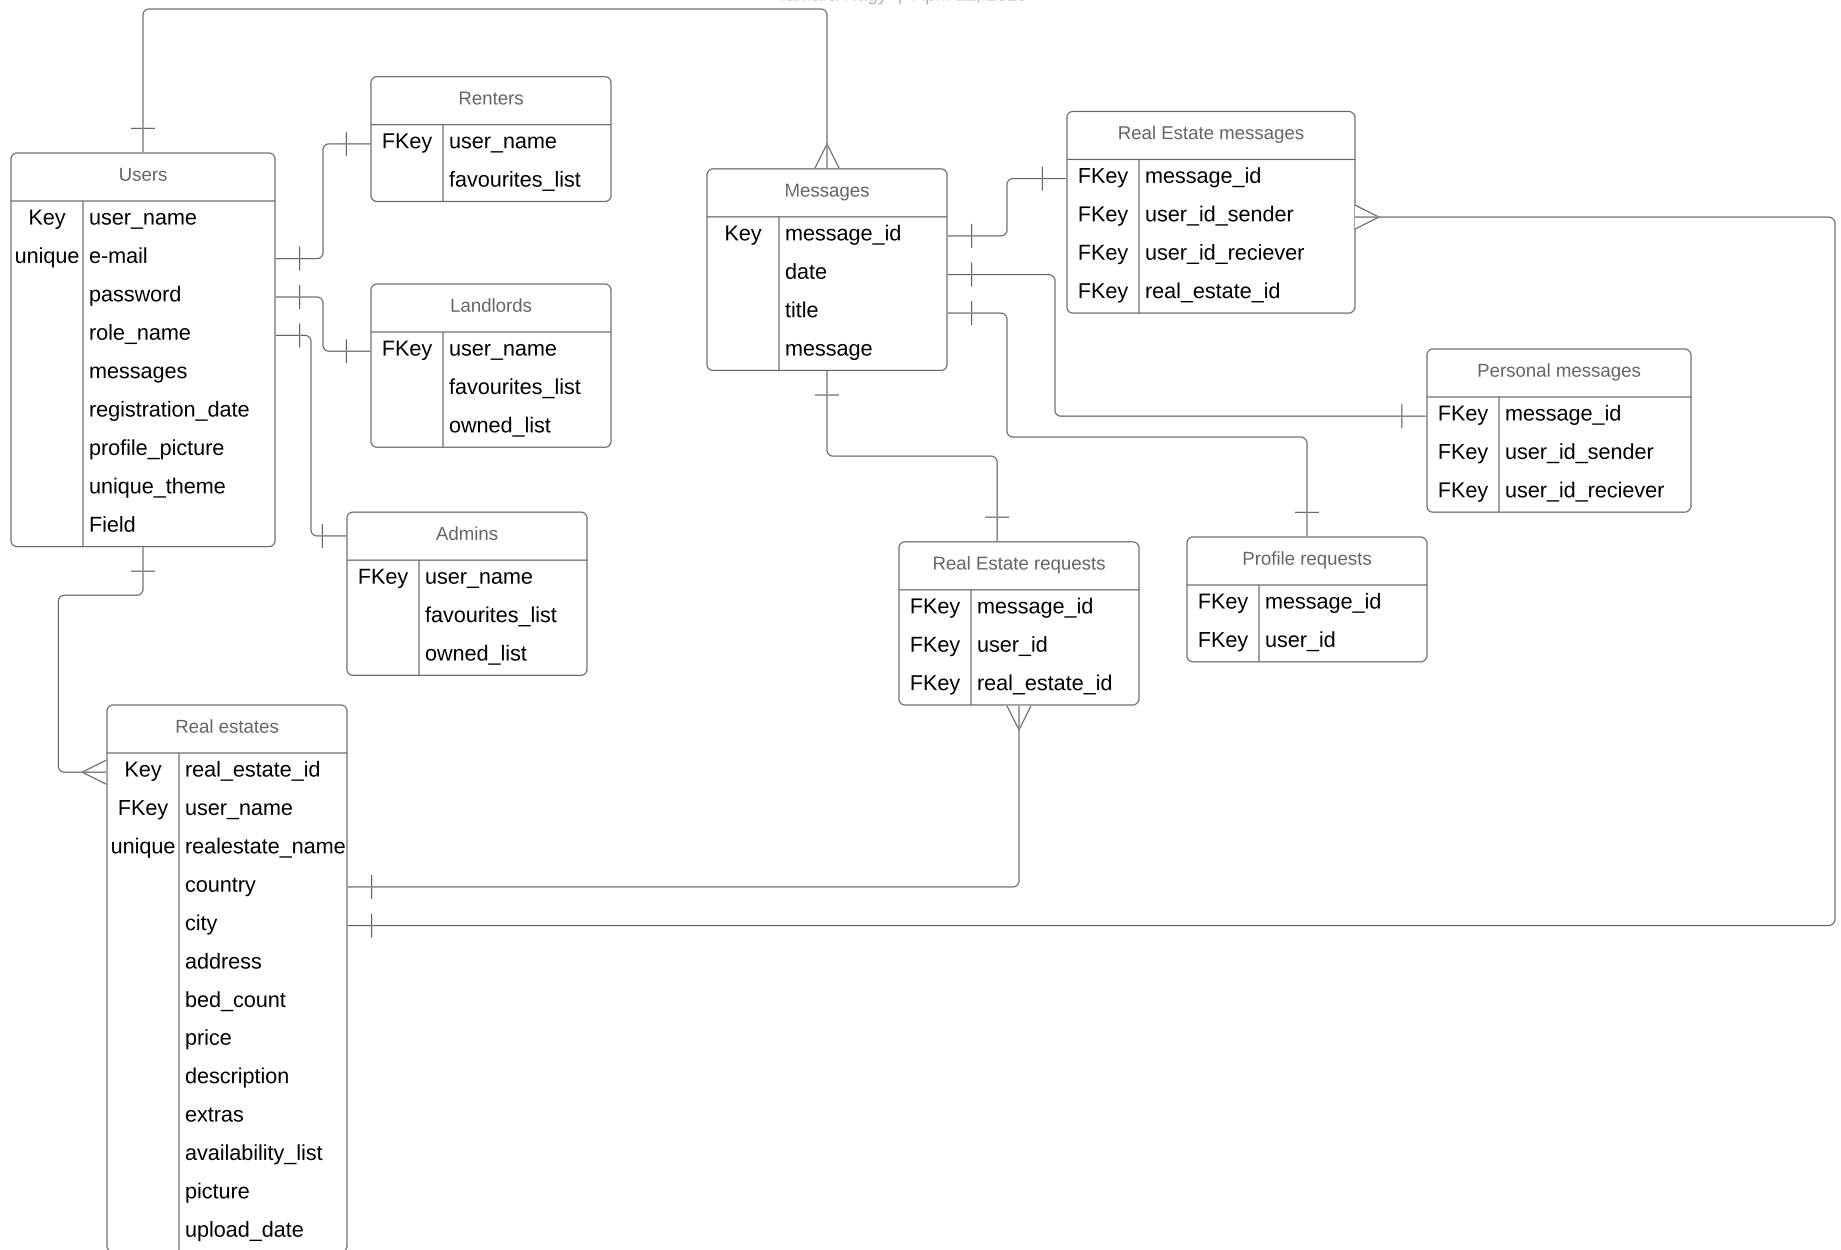 Users
Key user_name
unique e-mail
password
role_name
messages
registration_date
profile_picture
unique_theme
Field
Renters
FKey user_name
favourites_list
Landlords
FKey user_name
favourites_list
owned_list
Admins
FKey user_name
favourites_list
owned_list
Real estates
Key real_estate_id
FKey user_name
unique realestate_name
country
city
address
bed_count
price
description
extras
availability_list
picture
upload_date
Messages
Key message_id
date
title
message
Real Estate messages
FKey message_id
FKey user_id_sender
FKey user_id_reciever
FKey real_estate_id
Personal messages
FKey message_id
FKey user_id_sender
FKey user_id_reciever
Real Estate requests
FKey message_id
FKey user_id
FKey real_estate_id
Profile requests
FKey message_id
FKey user_id